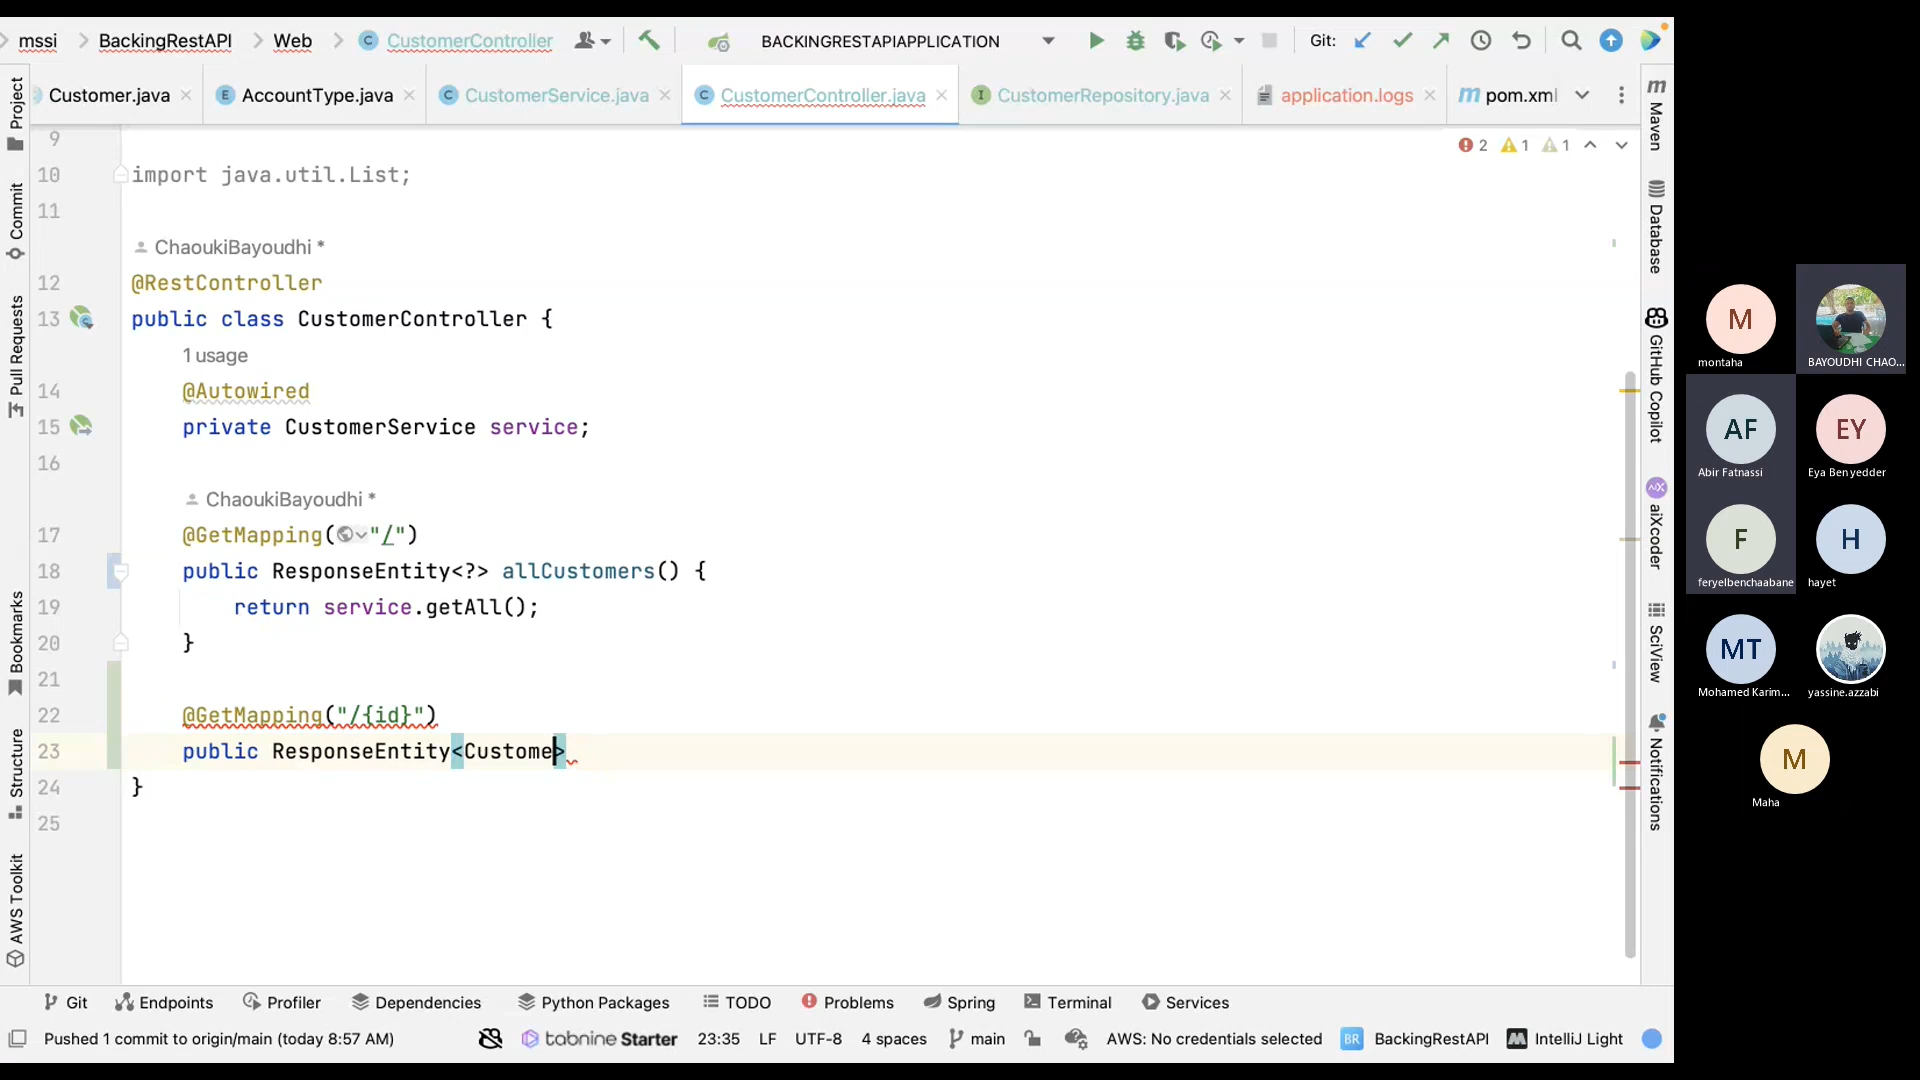 mssi BackingRestAPI Web CustomerController BACKINGRESTAPIAPPLICATION Git:
Customer.java AccountType.java CustomerService.java CustomerController.java CustomerRepository.java application.logs pom.xml
2 1 1
9
10 import java.util.List;
11
ChaoukiBayoudhi *
12 @RestController
13 public class CustomerController {
1 usage
14 @Autowired
15 private CustomerService service;
16
ChaoukiBayoudhi *
17 @GetMapping("/")
18 public ResponseEntity<?> allCustomers() {
19 return service.getAll();
20 }
21
22 @GetMapping("/{id}")
23 public ResponseEntity<Custome>
24 }
25
Project
Commit
Pull Requests
Bookmarks
Structure
AWS Toolkit
m
Maven
Database
GitHub Copilot
aiXcoder
SciView
Notifications
Git Endpoints Profiler Dependencies Python Packages TODO Problems Spring Terminal Services
Pushed 1 commit to origin/main (today 8:57 AM) tabnine Starter 23:35 LF UTF-8 4 spaces main AWS: No credentials selected BR BackingRestAPI IntelliJ Light
M
montaha BAYOUDHI CHAO...
AF EY
Abir Fatnassi Eya Benyedder
F H
feryelbenchaabane hayet
MT
Mohamed Karim... yassine.azzabi
M
Maha